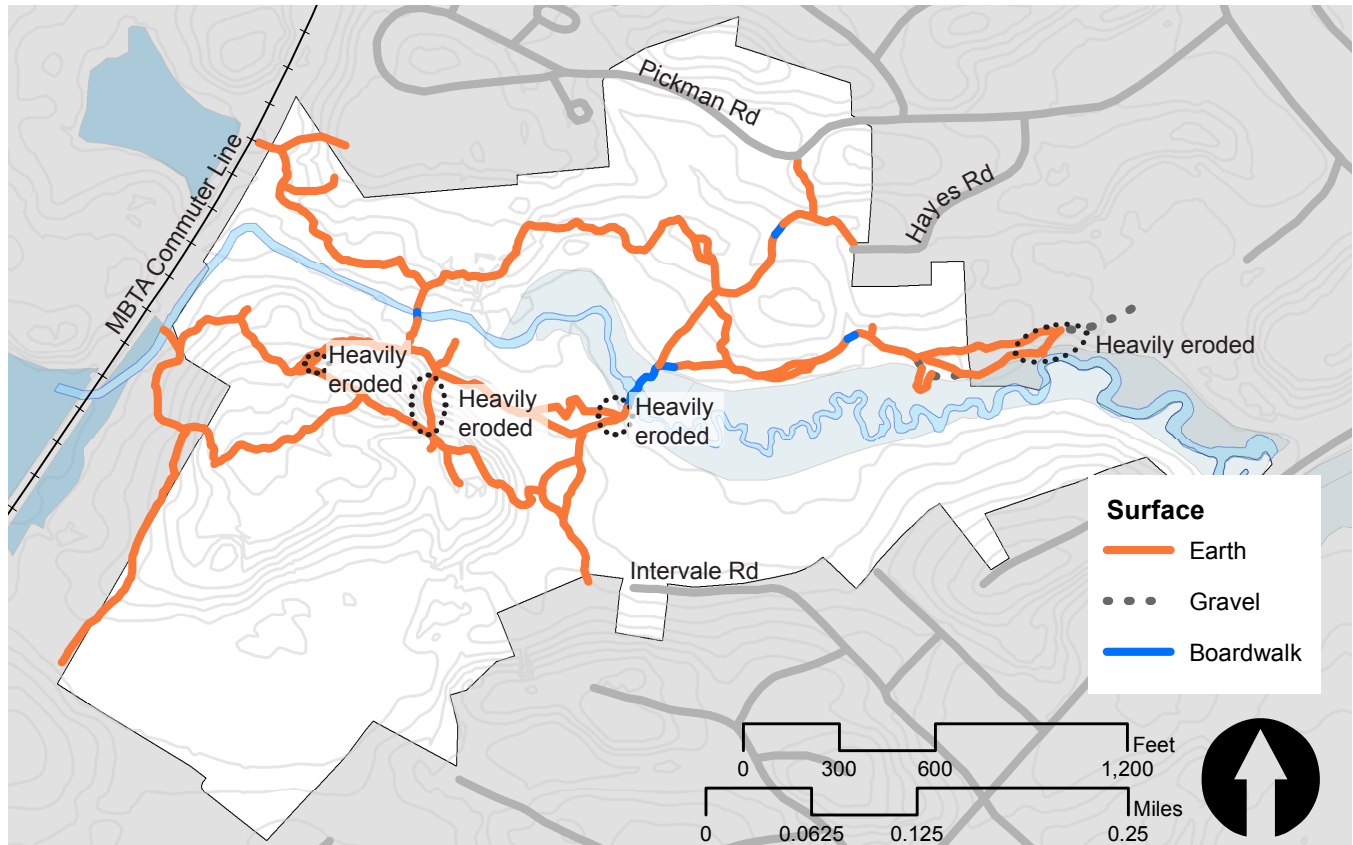 Pickman Rd
MBTA Commuter Line
Hayes Rd
Heavily
eroded
Heavily
eroded
Heavily
eroded
Heavily eroded
Intervale Rd
Surface
Earth
Gravel
Boardwalk
Feet
0 300 600 1,200
Miles
0 0.0625 0.125 0.25